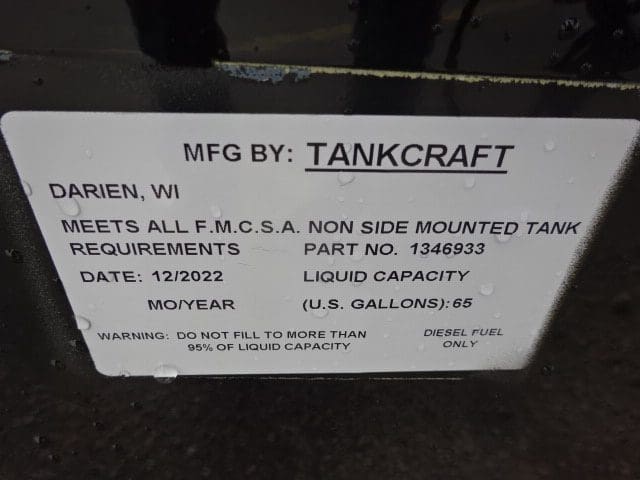 MFG BY: TANKCRAFT
DARIEN, WI
MEETS ALL F.M.C.S.A. NON SIDE MOUNTED TANK
REQUIREMENTS PART NO. 1346933
DATE: 12/2022 LIQUID CAPACITY
MO/YEAR (U.S. GALLONS): 65
WARNING: DO NOT FILL TO MORE THAN DIESEL FUEL
95% OF LIQUID CAPACITY ONLY